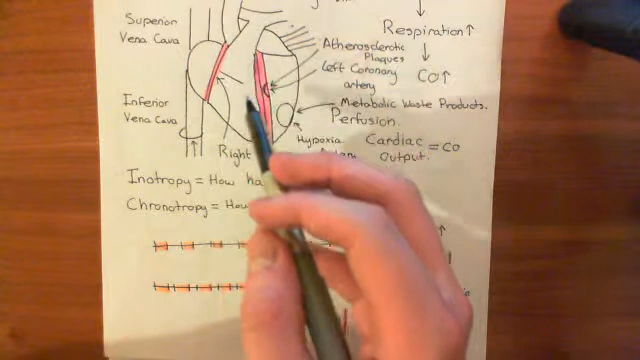 Superior
Vena Cava
Respiration↑
↓
CO↑
Atherosclerotic
Plaques
Left Coronary
artery
Metabolic Waste Products.
Perfusion.
Inferior
Vena Cava
Hypoxia
Right
Cardiac = CO
output.
Inotropy = How ha
Chronotropy = How